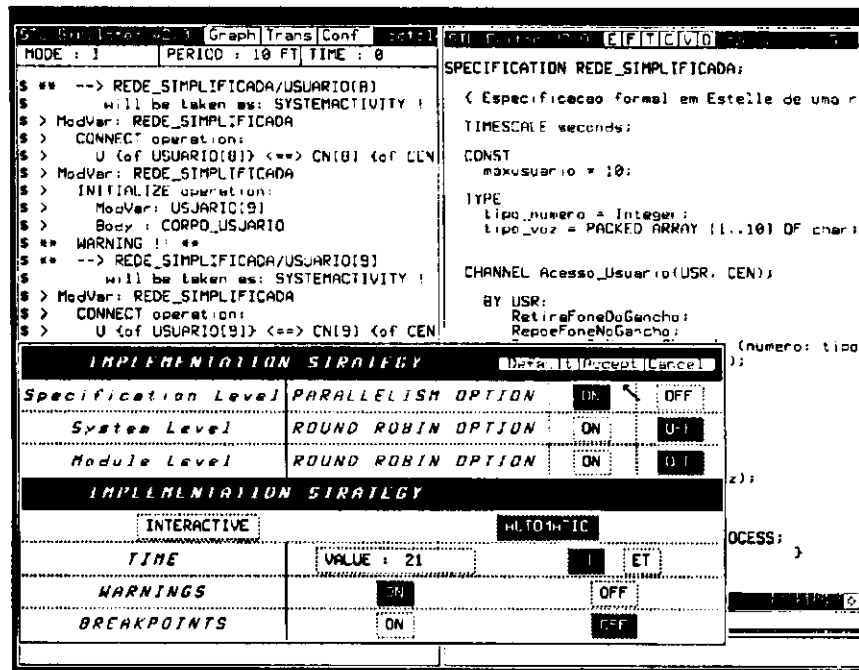 Graph Trans Conf
MODE : I PERIOD : 10 FT TIME : 0
$ ** --> REDE_SIMPLIFICADA/USUARIO[8]
$ will be taken as: SYSTEMACTIVITY !
$ > ModVar: REDE_SIMPLIFICADA
$ > CONNECT operation:
$ > U {of USUARIO[8]} <==> CN[8] {of CEN
$ > ModVar: REDE_SIMPLIFICADA
$ > INITIALIZE operation:
$ > ModVar: USUARIO[9]
$ > Body : CORPO_USUARIO
$ ** WARNING !! **
$ ** --> REDE_SIMPLIFICADA/USUARIO[9]
$ will be taken as: SYSTEMACTIVITY !
$ > ModVar: REDE_SIMPLIFICADA
$ > CONNECT operation:
$ > U {of USUARIO[9]} <==> CN[9] {of CEN
E F T C V D
SPECIFICATION REDE_SIMPLIFICADA;
{ Especificacao formal em Estelle de uma r
TIMESCALE seconds;
CONST
maxusuario = 10;
TYPE
tipo_numero = Integer;
tipo_voz = PACKED ARRAY [1..10] OF char;
CHANNEL Acesso_Usuario(USR, CEN);
BY USR:
RetiraFoneDoGancho;
RepoeFoneNoGancho;
(numero: tipo
);
z);
OCESS;
}
IMPLEMENTATION STRATEGY Default Accept Cancel
Specification Level PARALLELISM OPTION ON OFF
System Level ROUND ROBIN OPTION ON OFF
Module Level ROUND ROBIN OPTION ON OFF
IMPLEMENTATION STRATEGY
INTERACTIVE AUTOMATIC
TIME VALUE : 21 ET
WARNINGS ON OFF
BREAKPOINTS ON OFF